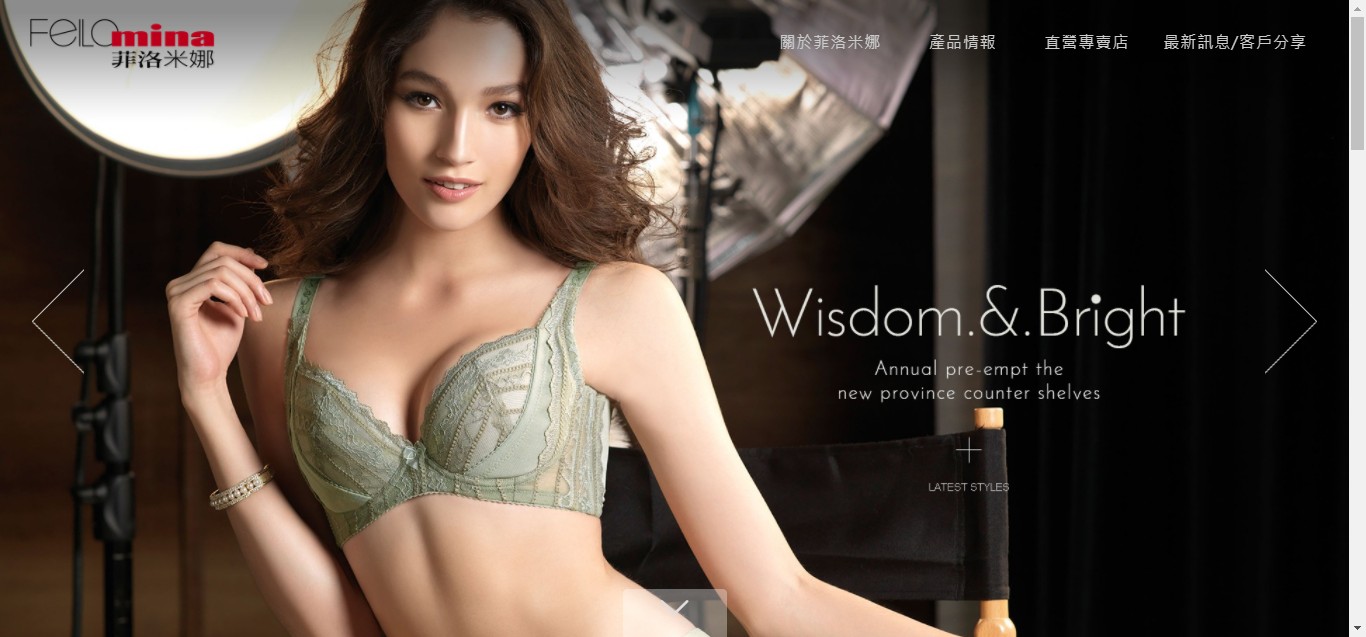 FeiLOmina
菲洛米娜
關於菲洛米娜 產品情報 直營專賣店 最新訊息/客戶分享
Wisdom.&.Bright
Annual pre-empt the
new province counter shelves
LATEST STYLES